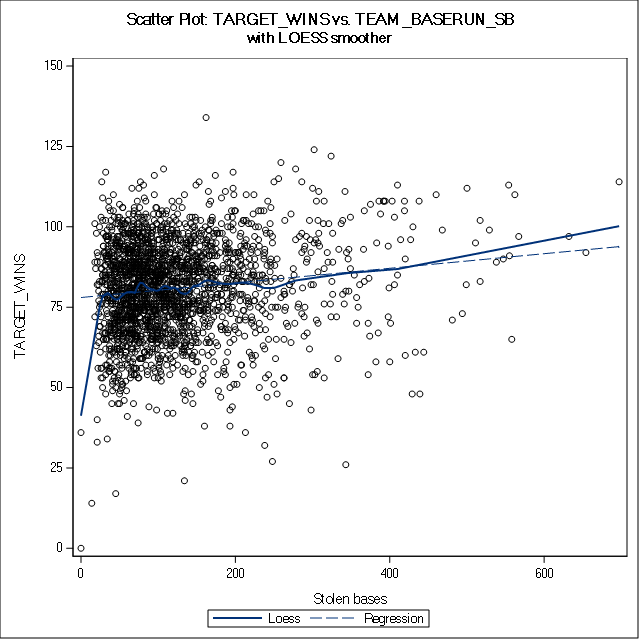 Scatter Plot: TARGET_WINS vs. TEAM_BASERUN_SB
with LOESS smoother
150
125
100
75
50
25
0
TARGET_WINS
0 200 400 600
Stolen bases
Loess Regression